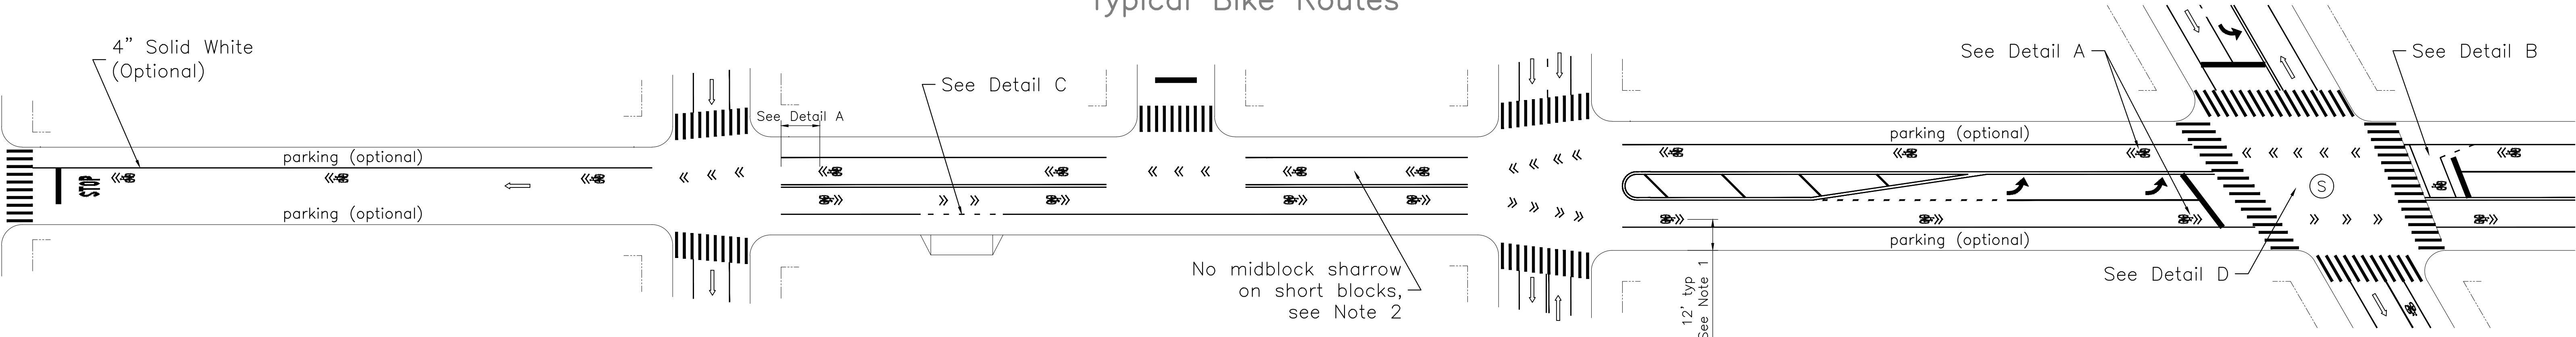 Typical Bike Routes
4" Solid White
(Optional)
See Detail A
See Detail B
See Detail C
See Detail A
parking (optional)
parking (optional)
STOP
parking (optional)
S
parking (optional)
No midblock sharrow
on short blocks,
see Note 2
12' typ
See Note 1
See Detail D